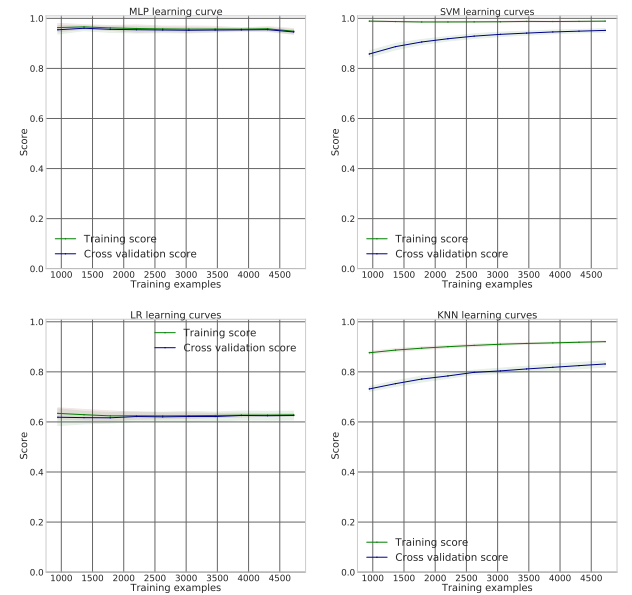 MLP learning curve
1.0
0.8
0.6
0.4
0.2
0.0
Score
Training score
Cross validation score
1000 1500 2000 2500 3000 3500 4000 4500
Training examples
SVM learning curves
1.0
0.8
0.6
0.4
0.2
0.0
Score
Training score
Cross validation score
1000 1500 2000 2500 3000 3500 4000 4500
Training examples
LR learning curves
1.0
0.8
0.6
0.4
0.2
0.0
Score
Training score
Cross validation score
1000 1500 2000 2500 3000 3500 4000 4500
Training examples
KNN learning curves
1.0
0.8
0.6
0.4
0.2
0.0
Score
Training score
Cross validation score
1000 1500 2000 2500 3000 3500 4000 4500
Training examples